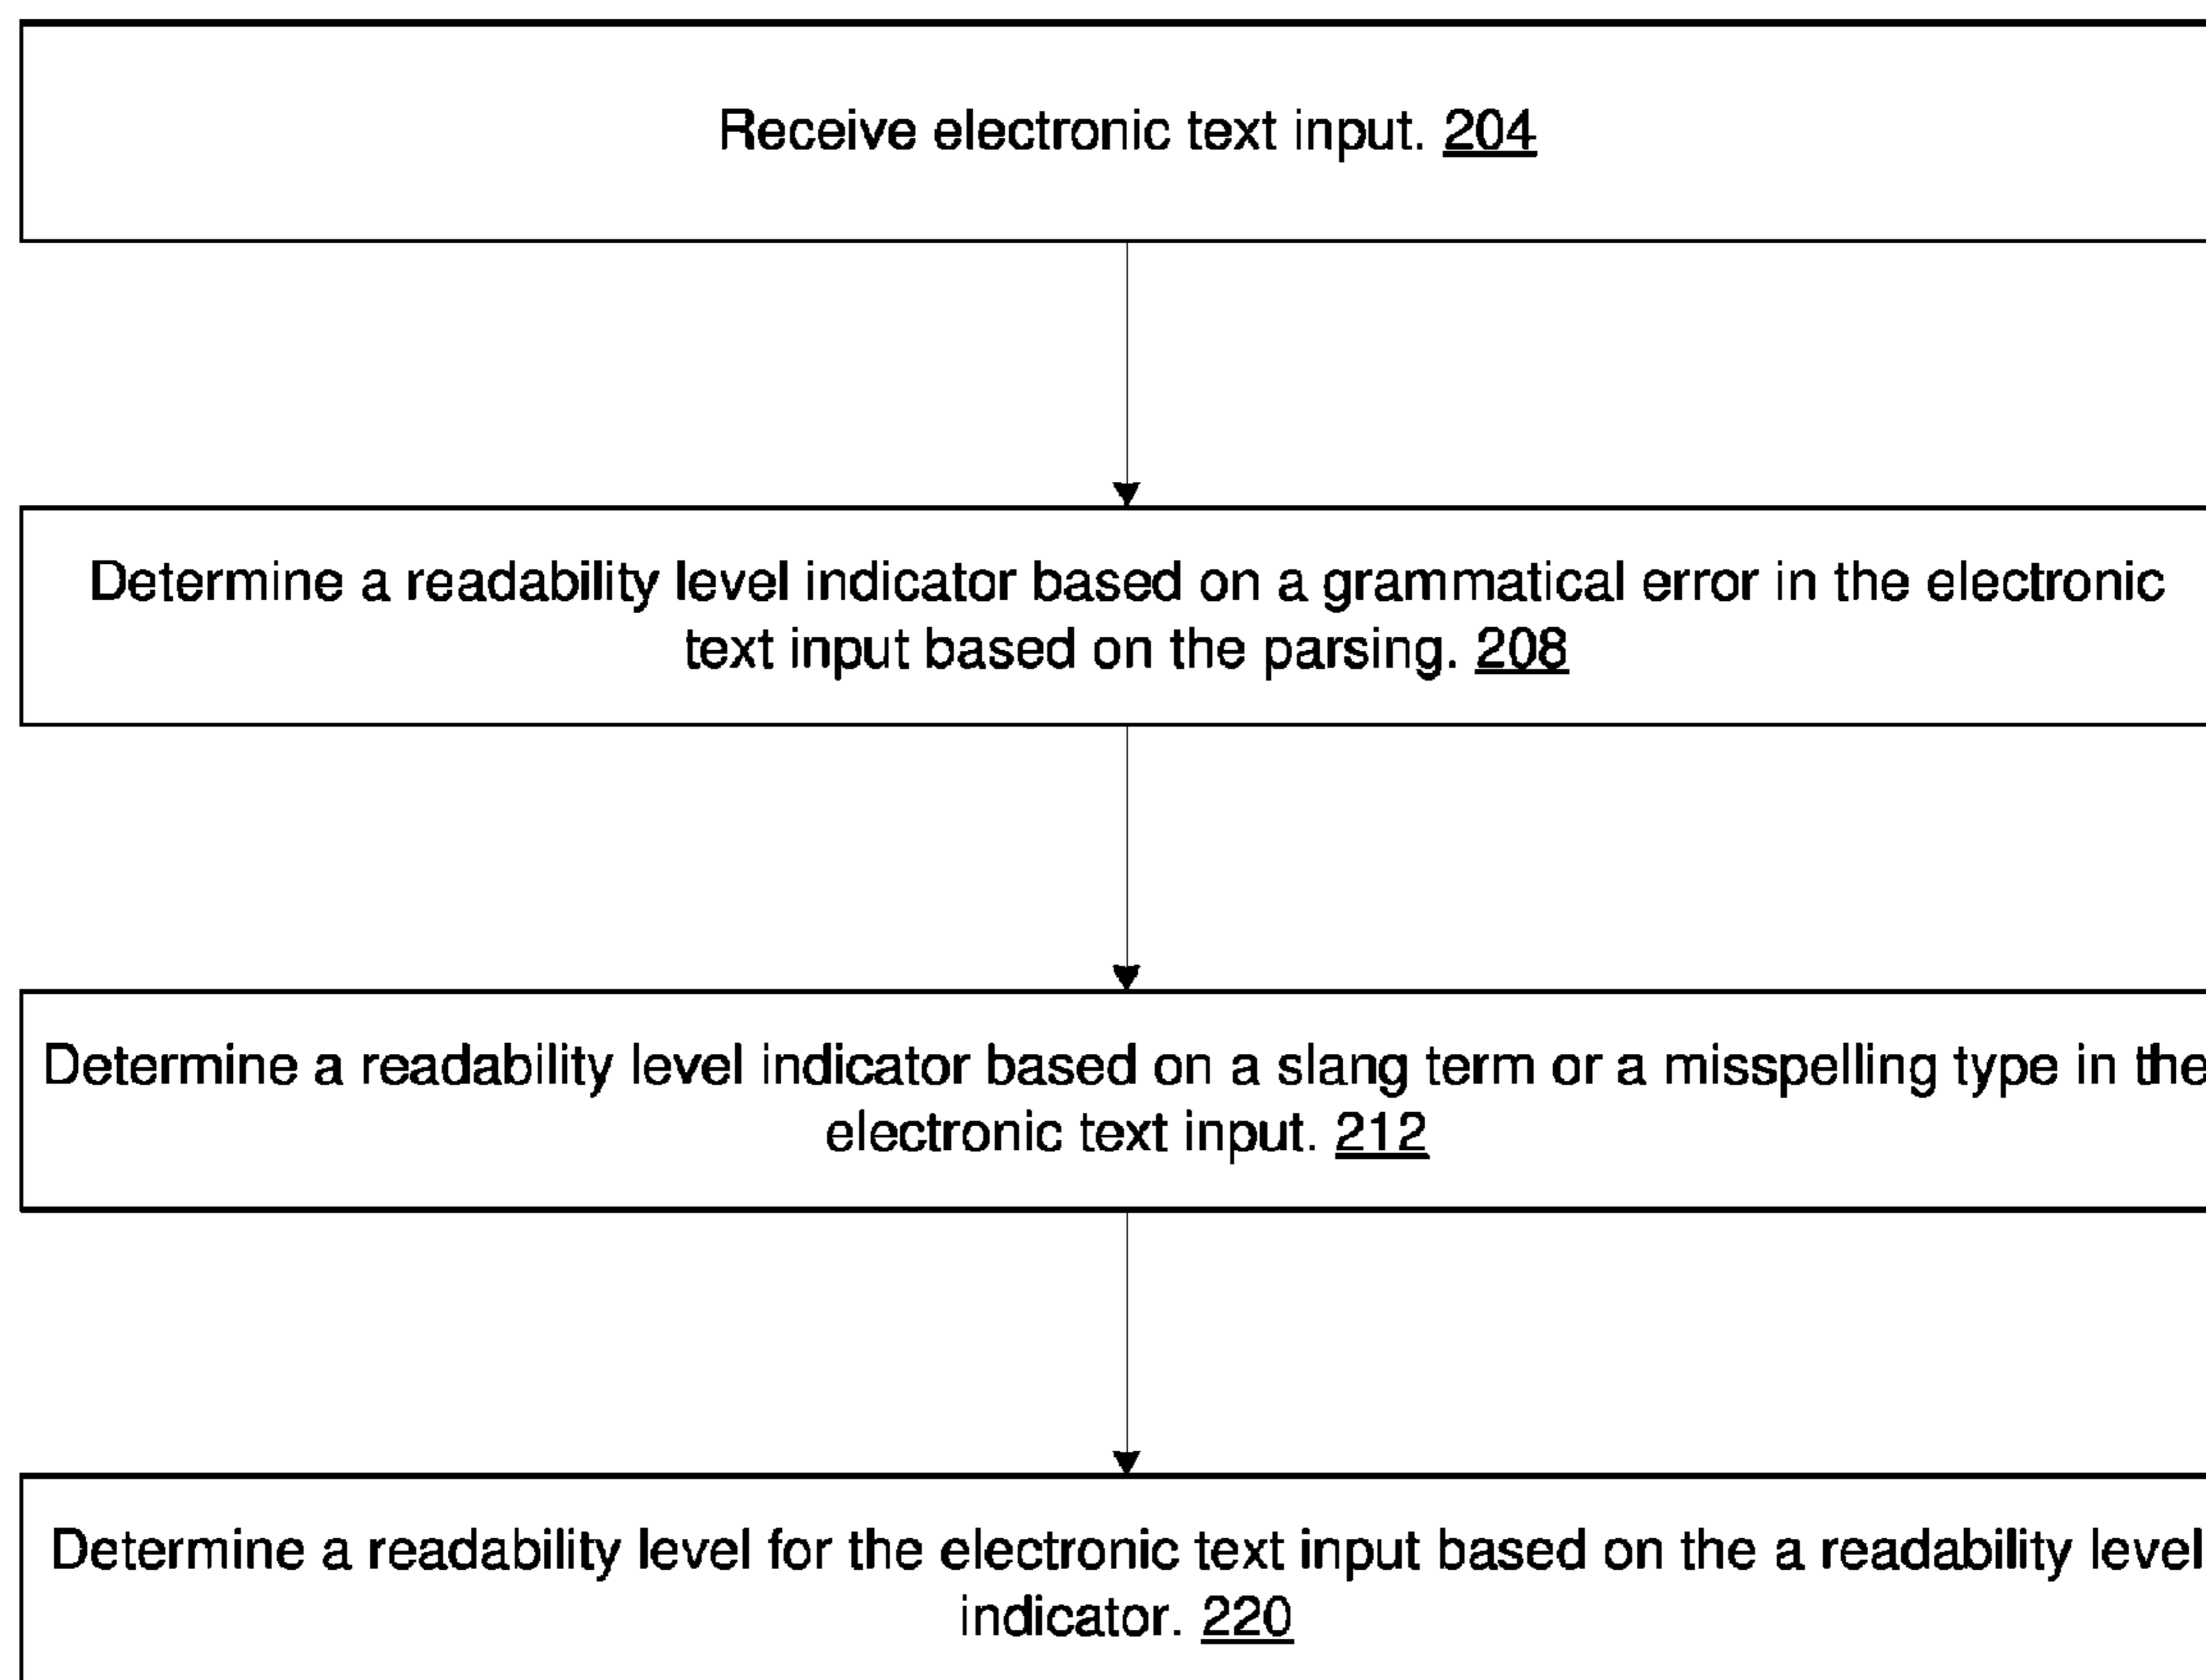 Receive electronic text input. 204
Determine a readability level indicator based on a grammatical error in the electronic
text input based on the parsing. 208
Determine a readability level indicator based on a slang term or a misspelling type in the
electronic text input. 212
Determine a readability level for the electronic text input based on the a readability level
indicator. 220